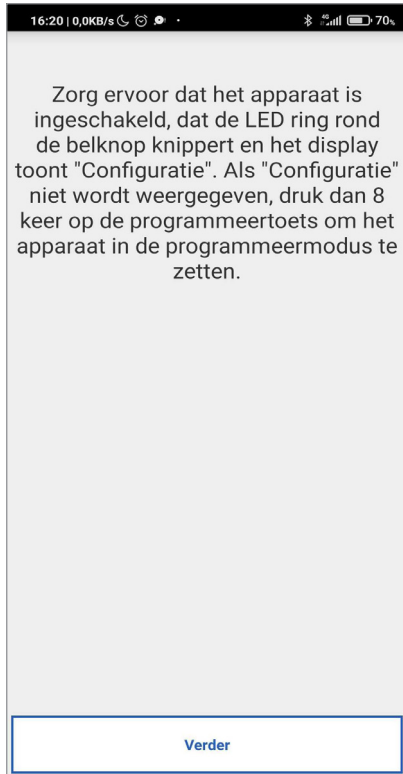 16:20 | 0,0KB/s
4G 70%
Zorg ervoor dat het apparaat is
ingeschakeld, dat de LED ring rond
de belknop knippert en het display
toont "Configuratie". Als "Configuratie"
niet wordt weergegeven, druk dan 8
keer op de programmeertoets om het
apparaat in de programmeermodus te
zetten.
Verder